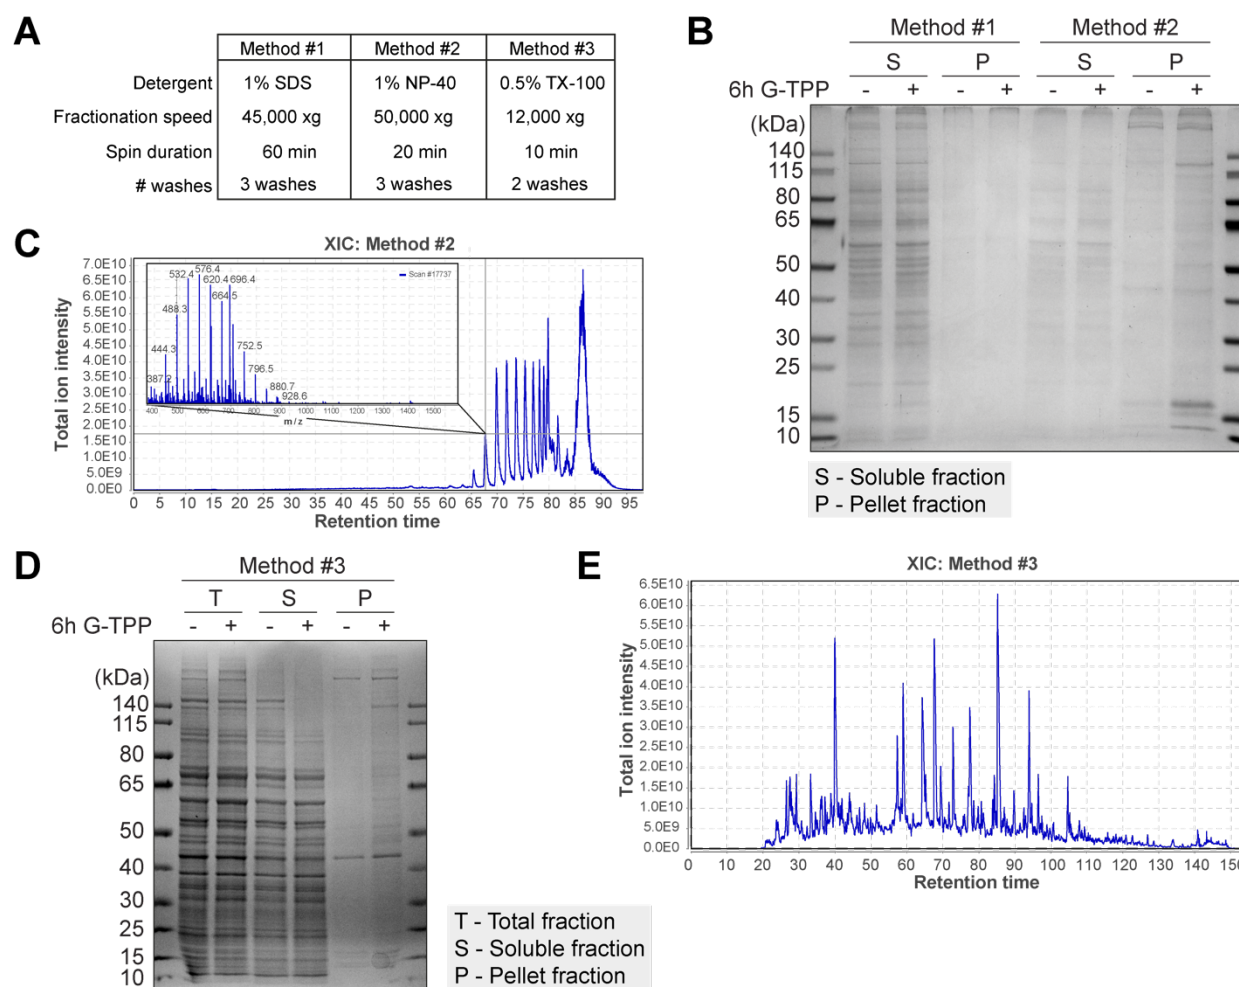 A
Method #1 Method #2 Method #3
Detergent 1% SDS 1% NP-40 0.5% TX-100
Fractionation speed 45,000 xg 50,000 xg 12,000 xg
Spin duration 60 min 20 min 10 min
# washes 3 washes 3 washes 2 washes
B
Method #1 Method #2
S P S P
6h G-TPP - + - + - + - +
(kDa)
140
115
80
65
50
40
30
25
15
10
S - Soluble fraction
P - Pellet fraction
C
XIC: Method #2
Total ion intensity
7.0E10
6.5E10
6.0E10
5.5E10
5.0E10
4.5E10
4.0E10
3.5E10
3.0E10
2.5E10
2.0E10
1.5E10
1.0E10
5.0E9
0.0E0
Scan #17737
576.4
532.4
620.4 696.4
664.5
488.3
444.3
752.5
387.2
796.5
880.7
928.6
400 500 600 700 800 900 1000 1100 1200 1300 1400 1500
m/z
0 5 10 15 20 25 30 35 40 45 50 55 60 65 70 75 80 85 90 95
Retention time
D
Method #3
T S P
6h G-TPP - + - + - +
(kDa)
140
115
80
65
50
40
30
25
15
10
T - Total fraction
S - Soluble fraction
P - Pellet fraction
E
XIC: Method #3
Total ion intensity
6.5E10
6.0E10
5.5E10
5.0E10
4.5E10
4.0E10
3.5E10
3.0E10
2.5E10
2.0E10
1.5E10
1.0E10
5.0E9
0.0E0
0 10 20 30 40 50 60 70 80 90 100 110 120 130 140 150
Retention time